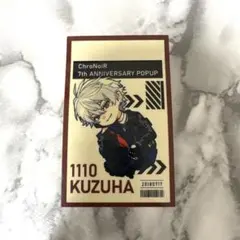 ChroNoiR
7th ANNIVERSARY POPUP
1110
KUZUHA